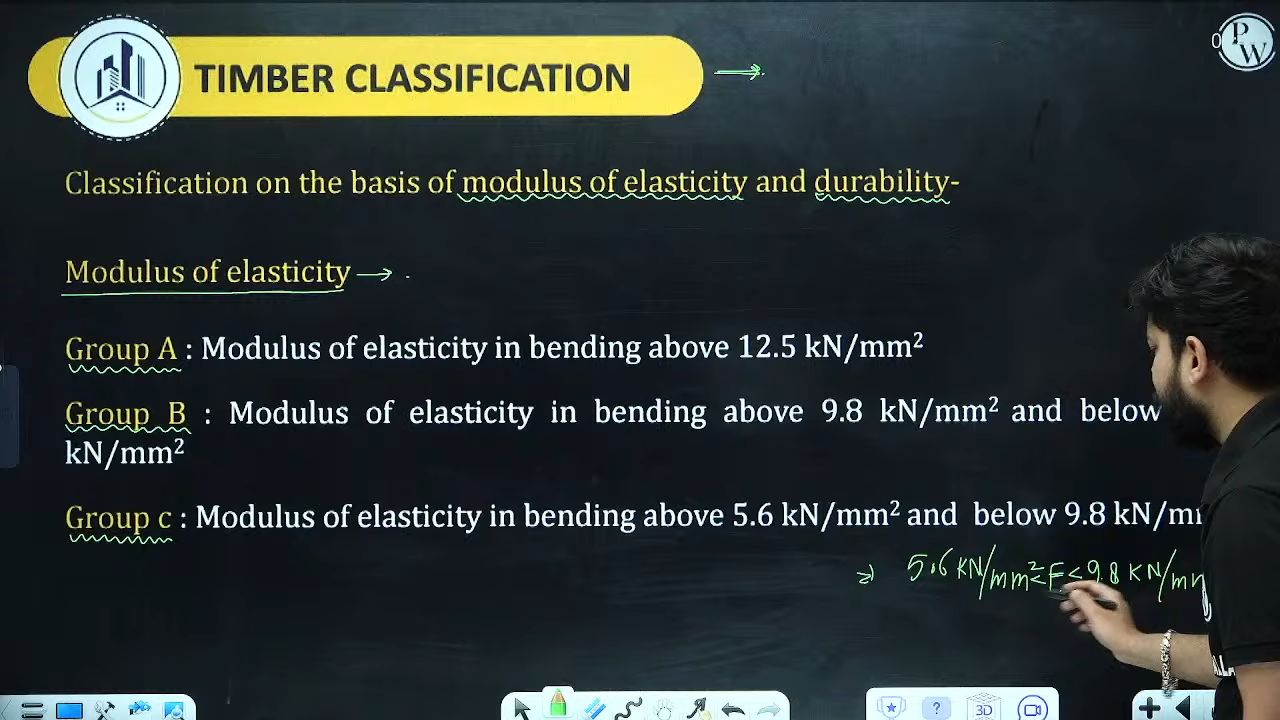 TIMBER CLASSIFICATION
PW
Classification on the basis of modulus of elasticity and durability-
Modulus of elasticity
Group A : Modulus of elasticity in bending above 12.5 kN/mm²
Group B : Modulus of elasticity in bending above 9.8 kN/mm² and below
kN/mm²
Group c : Modulus of elasticity in bending above 5.6 kN/mm² and below 9.8 kN/m
5.6 KN/mm² < E < 9.8 KN/m
3D